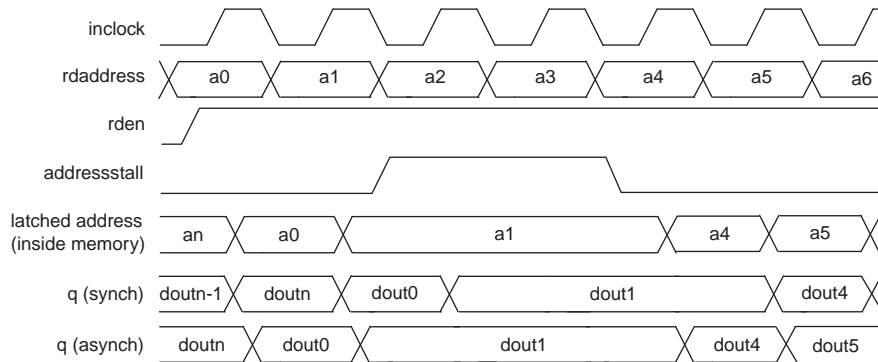 inclock
rdaddress a0 a1 a2 a3 a4 a5 a6
rden
addressstall
latched address
(inside memory) an a0 a1 a4 a5
q (synch) doutn-1 doutn dout0 dout1 dout4
q (asynch) doutn dout0 dout1 dout4 dout5